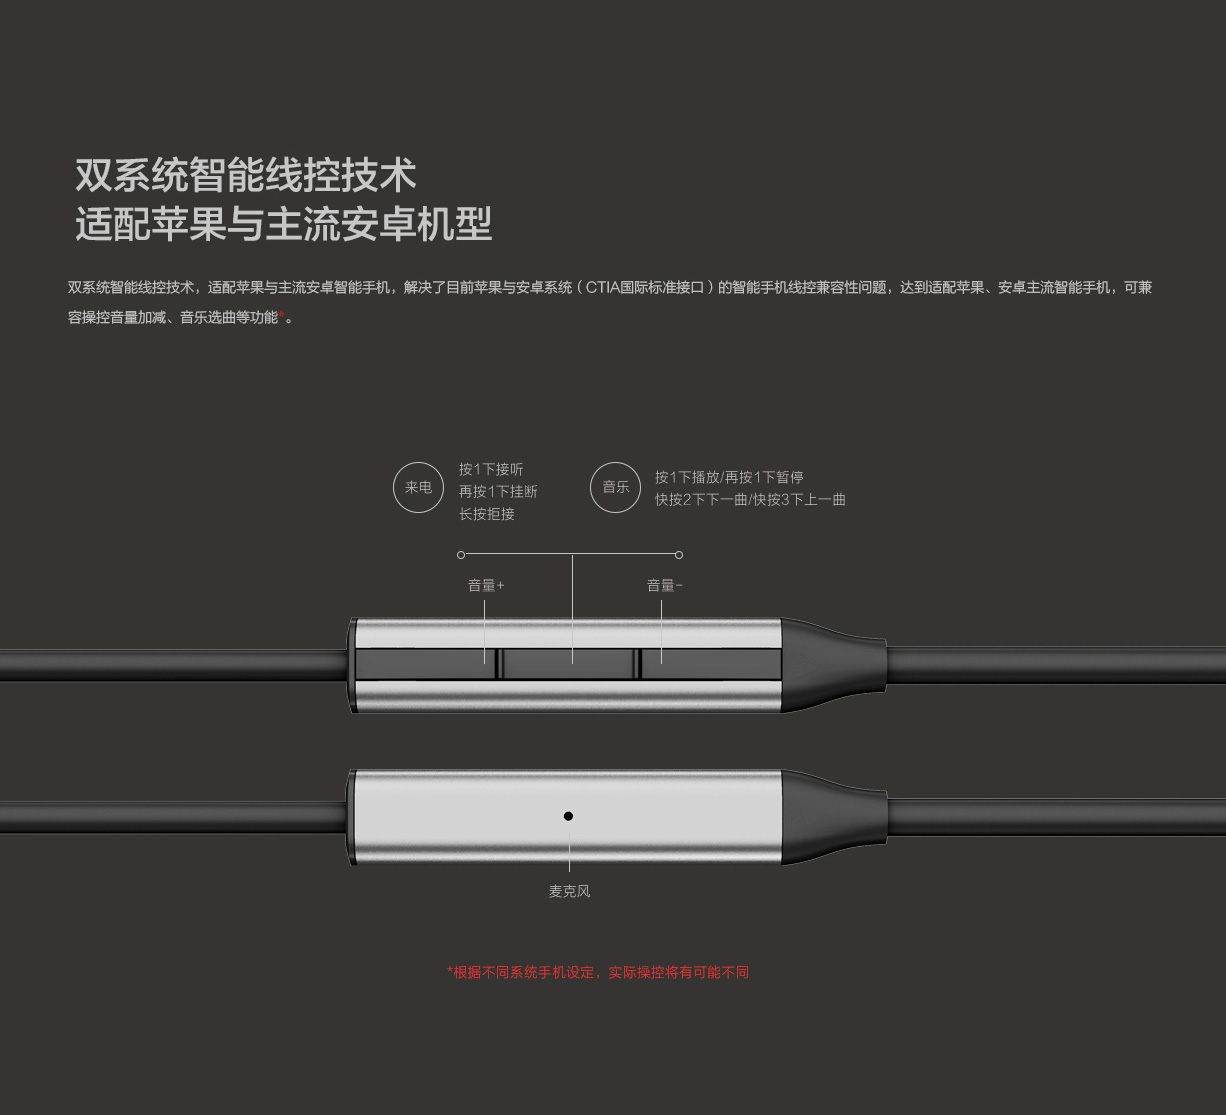 双系统智能线控技术
适配苹果与主流安卓机型
双系统智能线控技术，适配苹果与主流安卓智能手机，解决了目前苹果与安卓系统（CTIA国际标准接口）的智能手机线控兼容性问题，达到适配苹果、安卓主流智能手机，可兼
容操控音量加减、音乐选曲等功能*。
来电
按1下接听
再按1下挂断
长按拒接
音乐
按1下播放/再按1下暂停
快按2下下一曲/快按3下上一曲
音量+
音量-
麦克风
*根据不同系统手机设定，实际操控将有可能不同